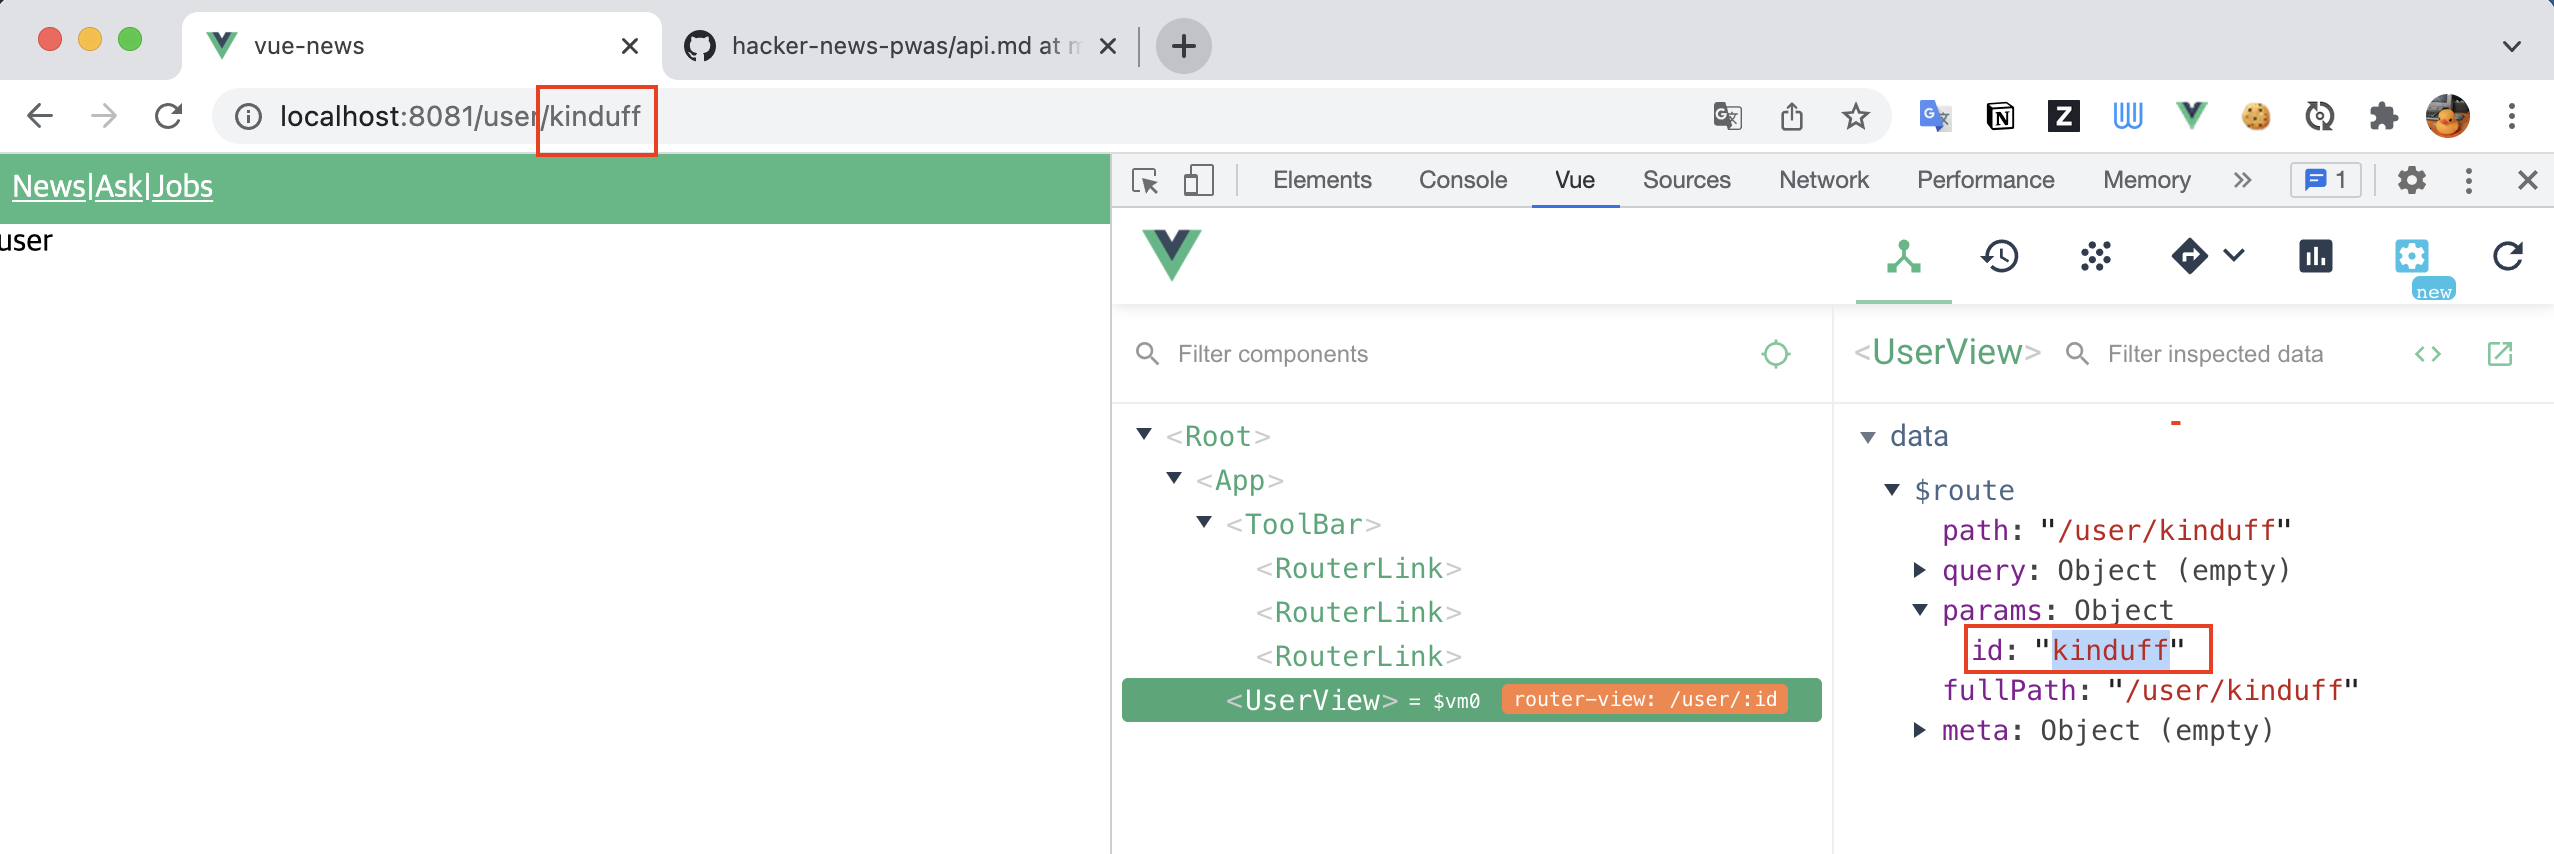 vue-news
hacker-news-pwas/api.md at m
localhost:8081/user/kinduff
News|Ask|Jobs
user
Elements Console Vue Sources Network Performance Memory 1
new
Filter components
<UserView> Filter inspected data
<Root>
<App>
<ToolBar>
<RouterLink>
<RouterLink>
<RouterLink>
<UserView> = $vm0 router-view: /user/:id
data
$route
path: "/user/kinduff"
query: Object (empty)
params: Object
id: "kinduff"
fullPath: "/user/kinduff"
meta: Object (empty)